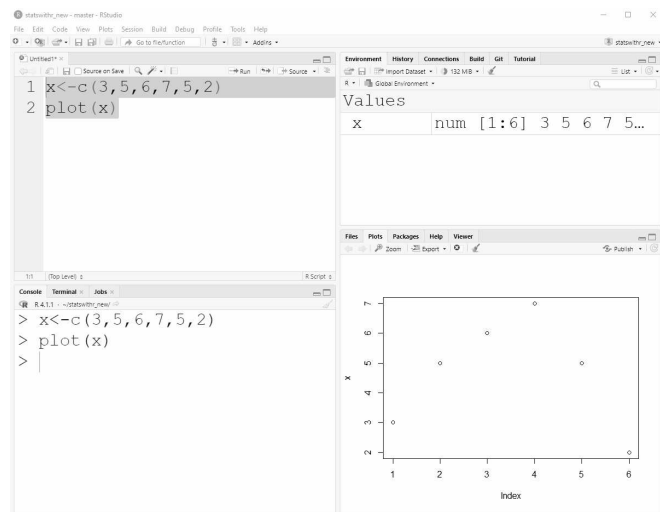 statswithr_new - master - RStudio
File Edit Code View Plots Session Build Debug Profile Tools Help
Go to file/function Addins statswithr_new
Untitled1*
Source on Save Run Source
1 x<-c(3,5,6,7,5,2)
2 plot(x)
1:1 (Top Level) R Script
Console Terminal Jobs
R 4.1.1 · ~/statswithr_new/
> x<-c(3,5,6,7,5,2)
> plot(x)
>
Environment History Connections Build Git Tutorial
Import Dataset 132 MiB List
R Global Environment
Values
x num [1:6] 3 5 6 7 5…
Files Plots Packages Help Viewer
Zoom Export Publish
7
6
5
4
3
2
x
1 2 3 4 5 6
Index